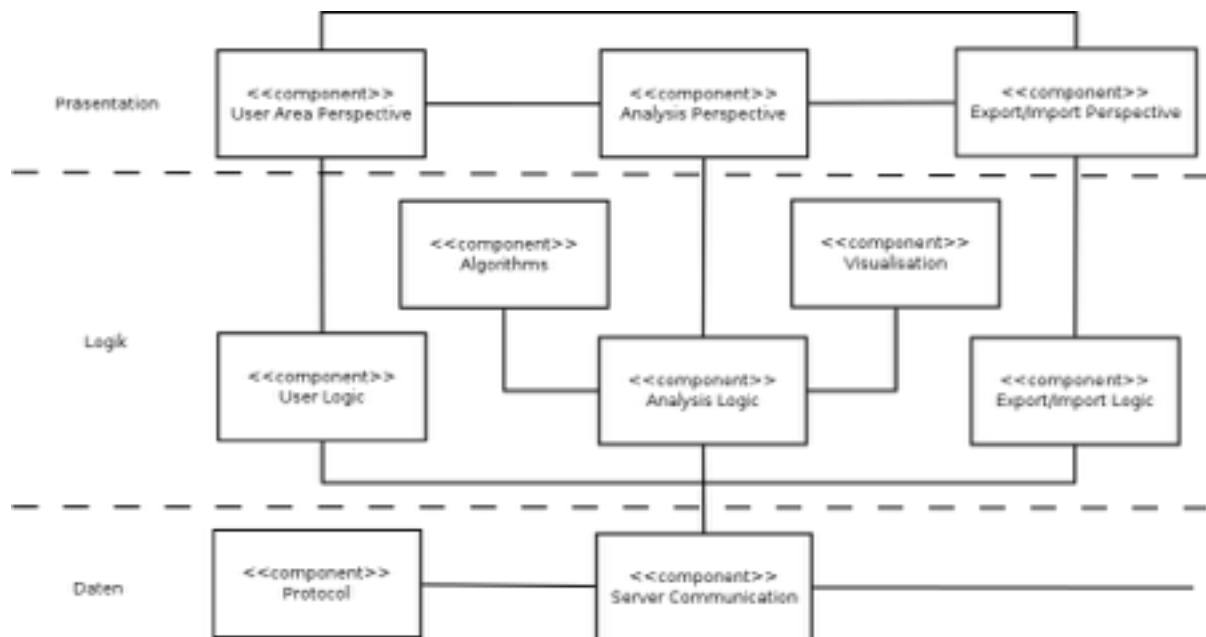 <<component>>
User Area Perspective
<<component>>
Analysis Perspective
<<component>>
Export/Import Perspective
Präsentation
<<component>>
Algorithms
<<component>>
Visualisation
Logik
<<component>>
User Logic
<<component>>
Analysis Logic
<<component>>
Export/Import Logic
Daten
<<component>>
Protocol
<<component>>
Server Communication